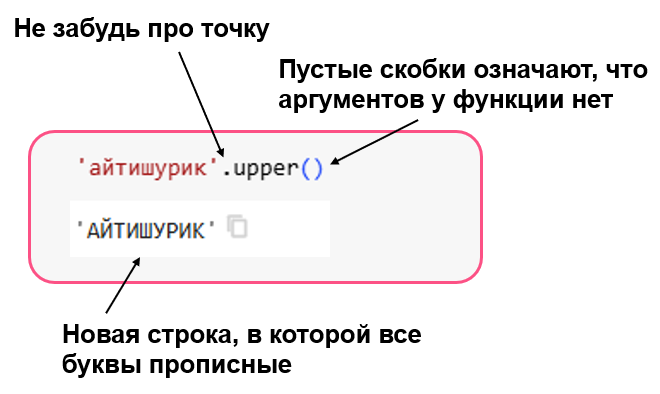 Не забудь про точку
Пустые скобки означают, что
аргументов у функции нет
'айтишурик'.upper()
'АЙТИШУРИК'
Новая строка, в которой все
буквы прописные